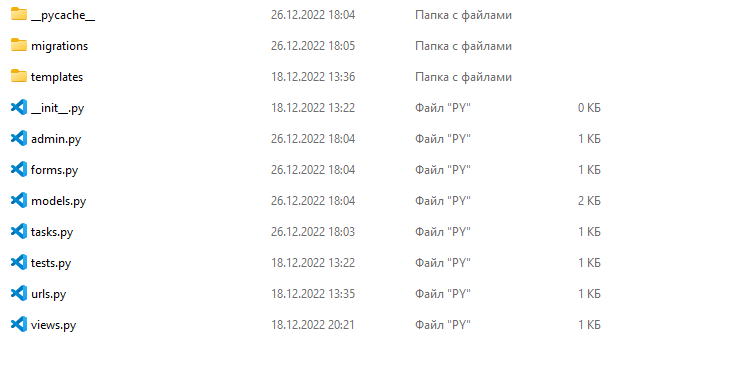 __pycache__ 26.12.2022 18:04 Папка с файлами
migrations 26.12.2022 18:05 Папка с файлами
templates 18.12.2022 13:36 Папка с файлами
__init__.py 18.12.2022 13:22 Файл "PY" 0 КБ
admin.py 26.12.2022 18:04 Файл "PY" 1 КБ
forms.py 26.12.2022 18:04 Файл "PY" 1 КБ
models.py 26.12.2022 18:04 Файл "PY" 2 КБ
tasks.py 26.12.2022 18:03 Файл "PY" 1 КБ
tests.py 18.12.2022 13:22 Файл "PY" 1 КБ
urls.py 18.12.2022 13:35 Файл "PY" 1 КБ
views.py 18.12.2022 20:21 Файл "PY" 1 КБ